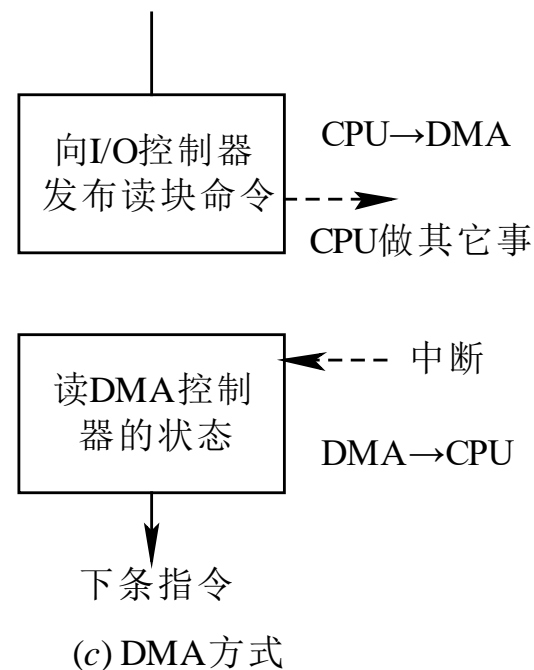 向I/O控制器
发布读块命令
CPU→DMA
CPU做其它事
读DMA控制
器的状态
中断
DMA→CPU
下条指令
(c) DMA方式